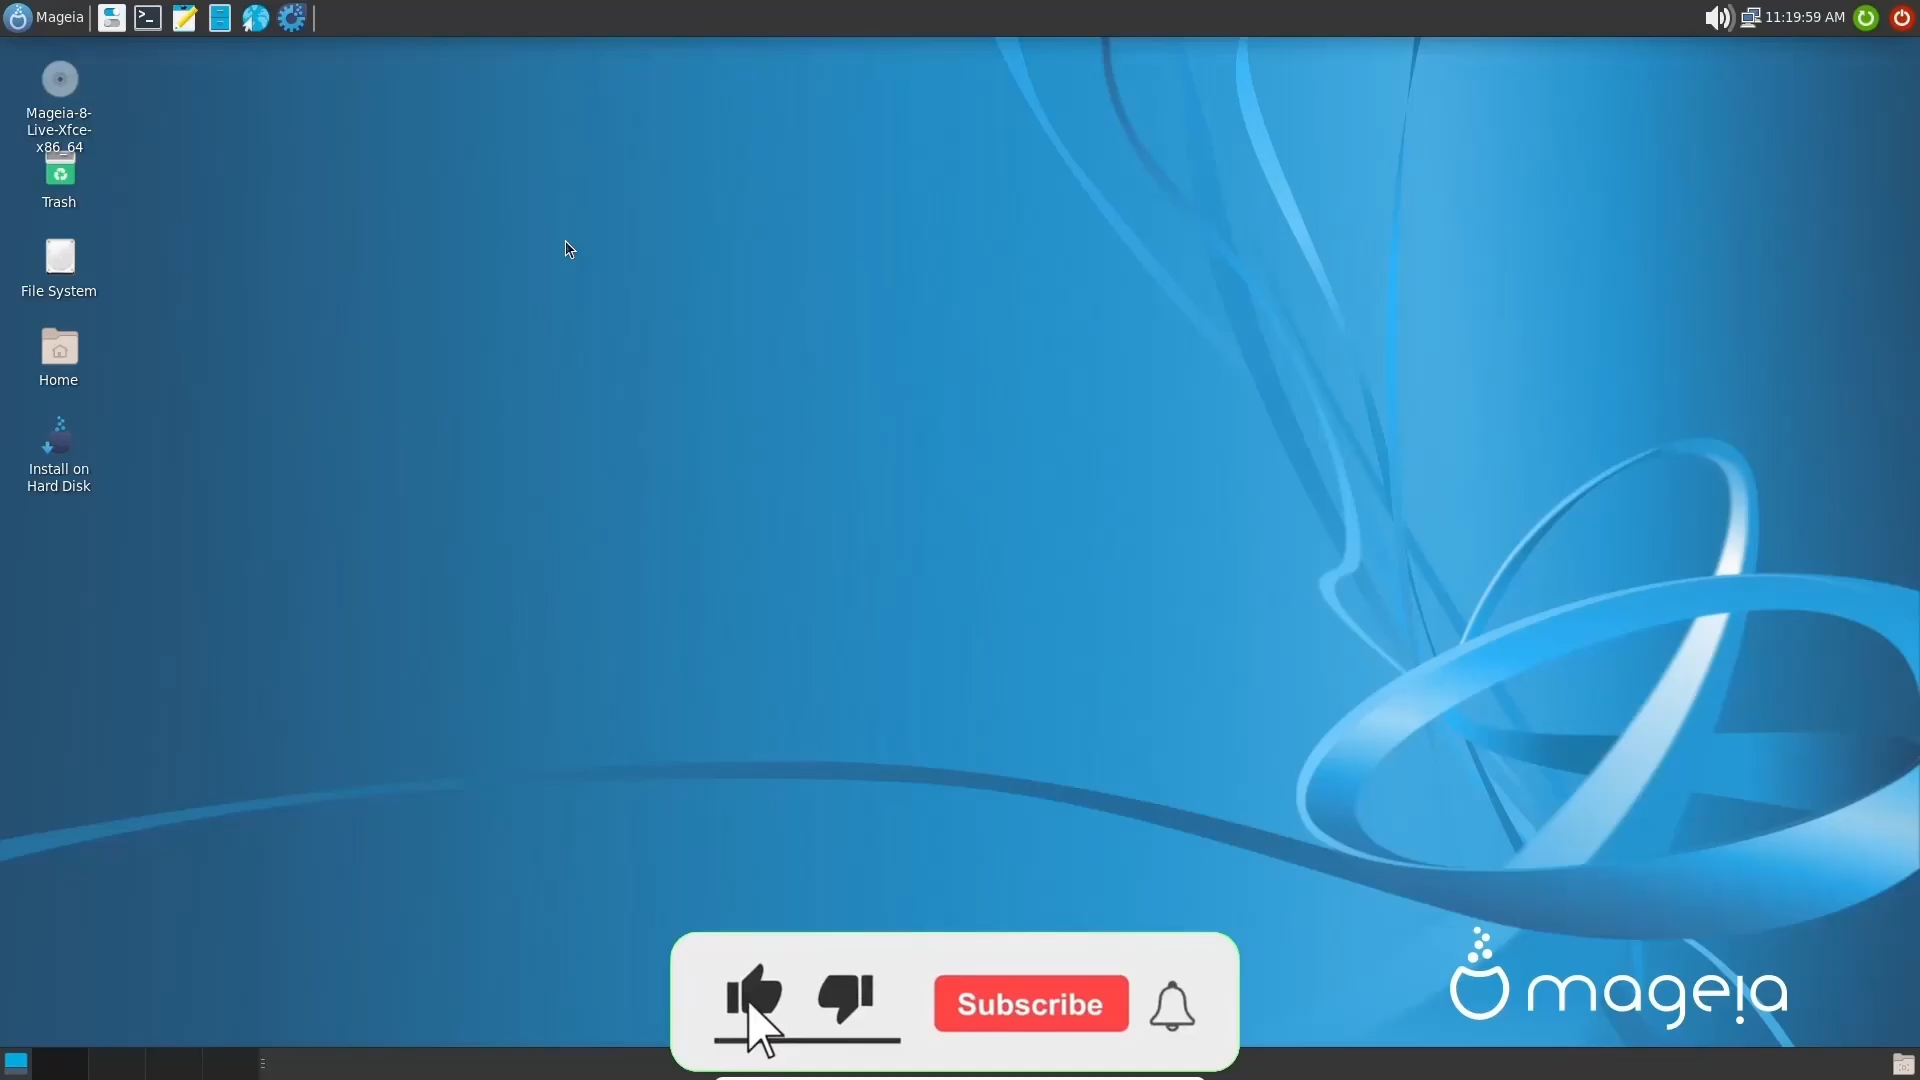 Mageia
11:19:59 AM
Mageia-8-
Live-Xfce-
x86_64
Trash
File System
Home
Install on
Hard Disk
Subscribe
mageia